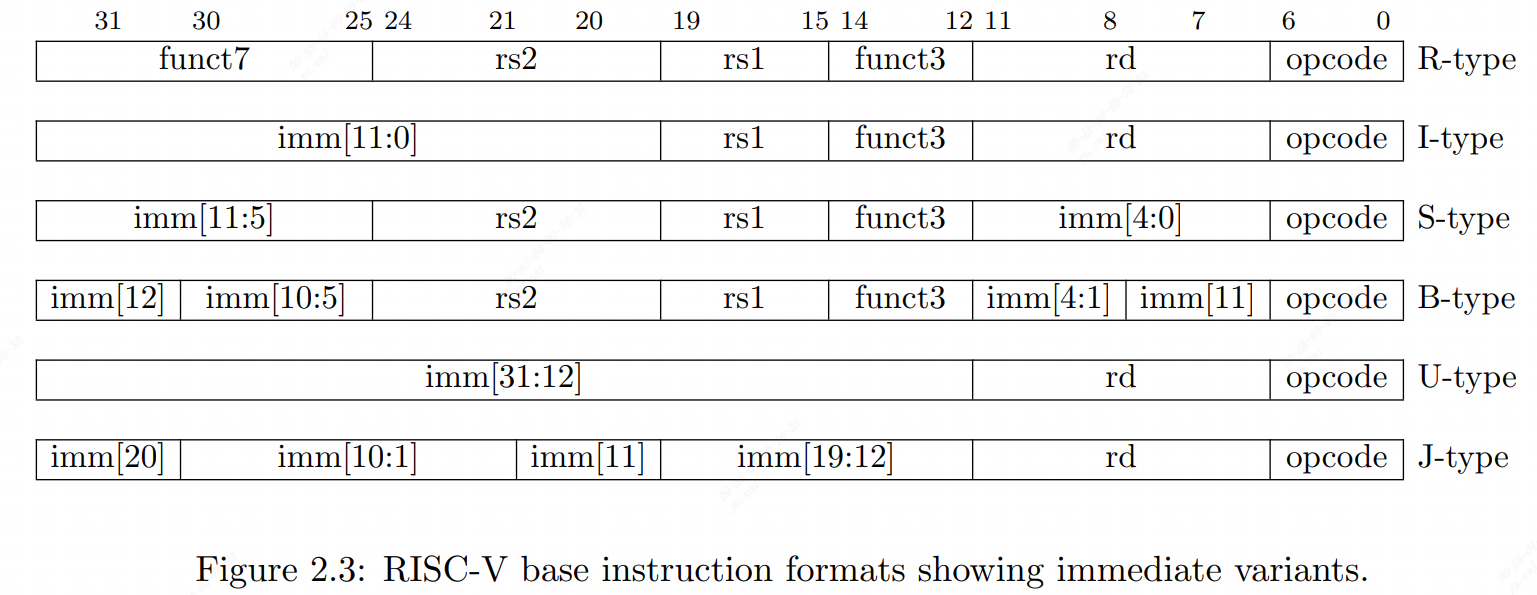 31 30 25 24 21 20 19 15 14 12 11 8 7 6 0
funct7 rs2 rs1 funct3 rd opcode R-type
imm[11:0] rs1 funct3 rd opcode I-type
imm[11:5] rs2 rs1 funct3 imm[4:0] opcode S-type
imm[12] imm[10:5] rs2 rs1 funct3 imm[4:1] imm[11] opcode B-type
imm[31:12] rd opcode U-type
imm[20] imm[10:1] imm[11] imm[19:12] rd opcode J-type
Figure 2.3: RISC-V base instruction formats showing immediate variants.